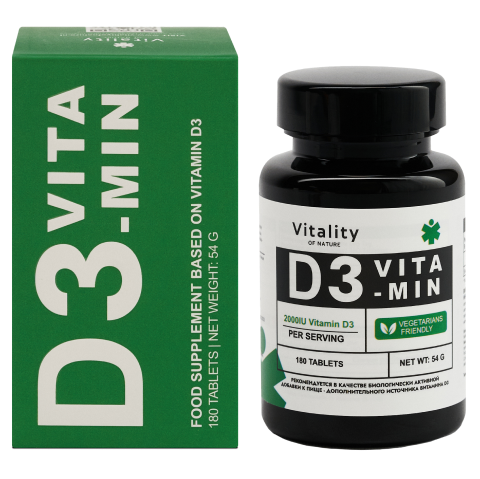 Vitality
D3 VITA
-MIN
FOOD SUPPLEMENT BASED ON VITAMIN D3
180 TABLETS | NET WEIGHT: 54 G
Vitality
OF NATURE
D3 VITA
-MIN
2000IU Vitamin D3
PER SERVING
VEGETARIANS
FRIENDLY
180 TABLETS
NET WT: 54 G
РЕКОМЕНДУЕТСЯ В КАЧЕСТВЕ БИОЛОГИЧЕСКИ АКТИВНОЙ
ДОБАВКИ К ПИЩЕ - ДОПОЛНИТЕЛЬНОГО ИСТОЧНИКА ВИТАМИНА D3